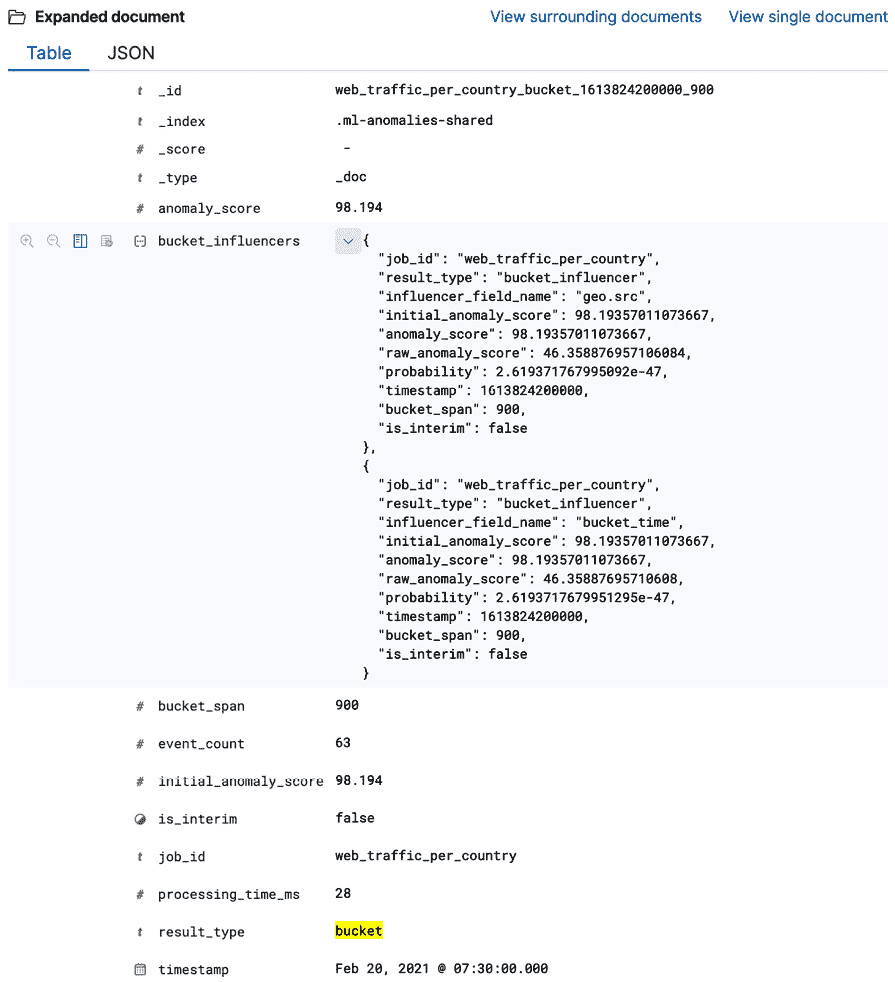 Expanded document View surrounding documents View single document
Table JSON
t _id web_traffic_per_country_bucket_1613824200000_900
t _index .ml-anomalies-shared
# _score -
t _type _doc
# anomaly_score 98.194
bucket_influencers {
"job_id": "web_traffic_per_country",
"result_type": "bucket_influencer",
"influencer_field_name": "geo.src",
"initial_anomaly_score": 98.19357011073667,
"anomaly_score": 98.19357011073667,
"raw_anomaly_score": 46.358876957106084,
"probability": 2.619371767995092e-47,
"timestamp": 1613824200000,
"bucket_span": 900,
"is_interim": false
},
{
"job_id": "web_traffic_per_country",
"result_type": "bucket_influencer",
"influencer_field_name": "bucket_time",
"initial_anomaly_score": 98.19357011073667,
"anomaly_score": 98.19357011073667,
"raw_anomaly_score": 46.35887695710608,
"probability": 2.6193717679951295e-47,
"timestamp": 1613824200000,
"bucket_span": 900,
"is_interim": false
}
# bucket_span 900
# event_count 63
# initial_anomaly_score 98.194
is_interim false
t job_id web_traffic_per_country
# processing_time_ms 28
t result_type bucket
timestamp Feb 20, 2021 @ 07:30:00.000